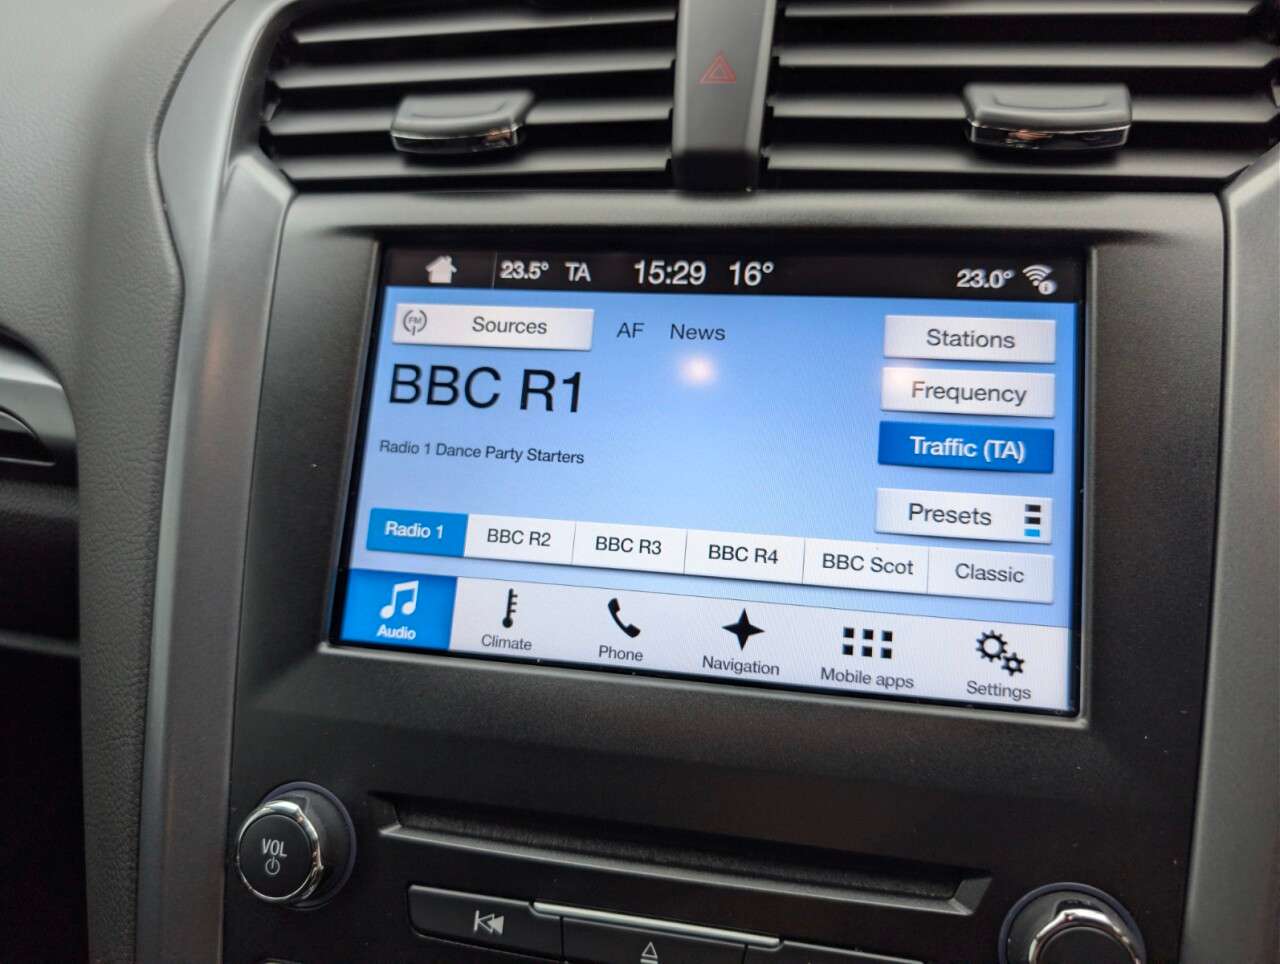 23.5° TA 15:29 16° 23.0°
FM Sources AF News Stations
BBC R1
Frequency
Radio 1 Dance Party Starters
Traffic (TA)
Presets
Radio 1 BBC R2 BBC R3 BBC R4 BBC Scot Classic
Audio Climate Phone Navigation Mobile apps Settings
VOL